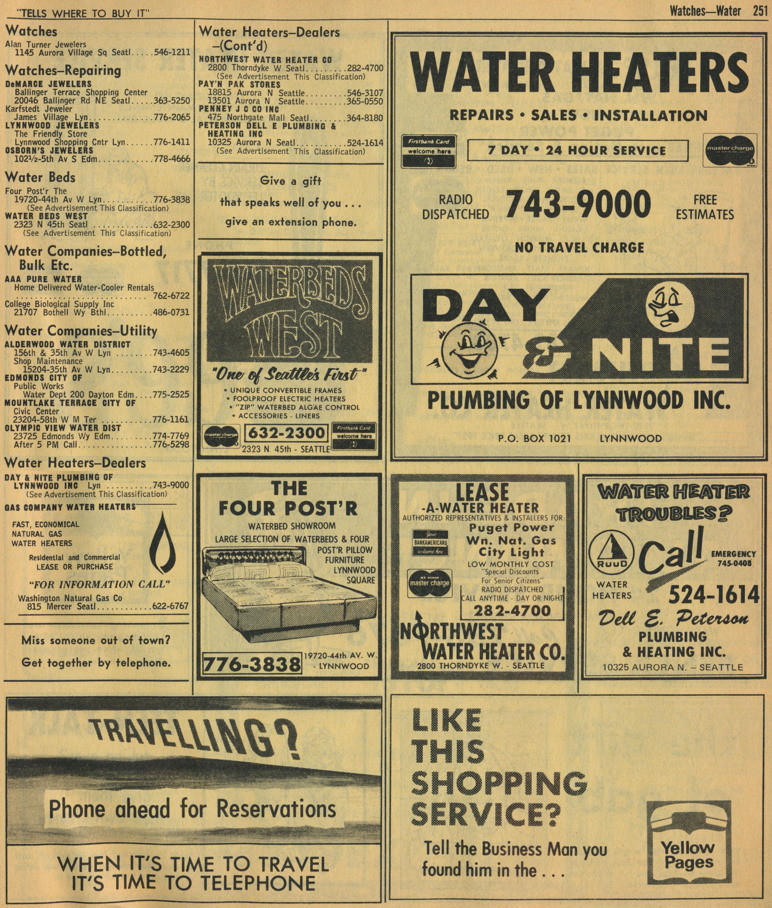 "TELLS WHERE TO BUY IT"
Watches—Water 251
Watches
Alan Turner Jewelers
1145 Aurora Village Sq Seatl.....546-1211
Watches—Repairing
DeMARCE JEWELERS
Ballinger Terrace Shopping Center
20046 Ballinger Rd NE Seatl....363-5250
Karfstedt Jeweler
James Village Lyn...........776-2065
LYNNWOOD JEWELERS
The Friendly Store
Lynnwood Shopping Cntr Lyn....776-1411
OSBORN'S JEWELERS
102½-5th Av S Edm............778-4666
Water Beds
Four Post'r The
19720-44th Av W Lyn ........776-3838
(See Advertisement This Classification)
WATER BEDS WEST
2323 N 45th Seatl ............632-2300
(See Advertisement This Classification)
Water Companies—Bottled,
Bulk Etc.
AAA PURE WATER
Home Delivered Water-Cooler Rentals
..........................762-6722
College Biological Supply Inc
21707 Bothell Wy Bthl........486-0731
Water Companies—Utility
ALDERWOOD WATER DISTRICT
156th & 35th Av W Lyn ........743-4605
Shop Maintenance
15204-35th Av W Lyn........743-2229
EDMONDS CITY OF
Public Works
Water Dept 200 Dayton Edm....775-2525
MOUNTLAKE TERRACE CITY OF
Civic Center
23204-58th W M Ter ..........776-1161
OLYMPIC VIEW WATER DIST
23725 Edmonds Wy Edm........774-7769
After 5 PM Call...............776-5298
Water Heaters—Dealers
DAY & NITE PLUMBING OF
LYNNWOOD INC Lyn ..........743-9000
(See Advertisement This Classification)
GAS COMPANY WATER HEATERS
FAST, ECONOMICAL
NATURAL GAS
WATER HEATERS
Residential and Commercial
LEASE OR PURCHASE
"FOR INFORMATION CALL"
Washington Natural Gas Co
815 Mercer Seatl..............622-6767
Miss someone out of town?
Get together by telephone.
Water Heaters—Dealers
—(Cont'd)
NORTHWEST WATER HEATER CO
2800 Thorndyke W Seatl........282-4700
(See Advertisement This Classification)
PAY'N PAK STORES
18815 Aurora N Seattle.........546-3107
13501 Aurora N Seattle.........365-0550
PENNEY J C CO INC
475 Northgate Mall Seatl.......364-8180
PETERSON DELL E PLUMBING &
HEATING INC
10325 Aurora N Seatl..........524-1614
(See Advertisement This Classification)
Give a gift
that speaks well of you . . .
give an extension phone.
WATERBEDS
WEST
"One of Seattle's First"
• UNIQUE CONVERTIBLE FRAMES
• FOOLPROOF ELECTRIC HEATERS
• "ZIP" WATERBED ALGAE CONTROL
• ACCESSORIES - LINERS
master charge
632-2300
Firstbank Card
welcome here
2323 N. 45th - SEATTLE
THE
FOUR POST'R
WATERBED SHOWROOM
LARGE SELECTION OF WATERBEDS & FOUR
POST'R PILLOW
FURNITURE
LYNNWOOD
SQUARE
776-3838
19720-44th AV. W.
- LYNNWOOD
WATER HEATERS
REPAIRS • SALES • INSTALLATION
Firstbank Card
welcome here
7 DAY • 24 HOUR SERVICE
master charge
RADIO
DISPATCHED
743-9000
FREE
ESTIMATES
NO TRAVEL CHARGE
DAY
& NITE
PLUMBING OF LYNNWOOD INC.
P.O. BOX 1021 LYNNWOOD
LEASE
-A-WATER HEATER
AUTHORIZED REPRESENTATIVES & INSTALLERS FOR:
Puget Power
Wn. Nat. Gas
City Light
BANKAMERICARD
welcome here
LOW MONTHLY COST
"Special Discounts
For Senior Citizens"
master charge
RADIO DISPATCHED
CALL ANYTIME - DAY OR NIGHT
282-4700
NORTHWEST
WATER HEATER CO.
2800 THORNDYKE W. - SEATTLE
WATER HEATER
TROUBLES?
RUUD
Call
EMERGENCY
745-0408
WATER
HEATERS
524-1614
Dell E. Peterson
PLUMBING
& HEATING INC.
10325 AURORA N. — SEATTLE
TRAVELLING?
Phone ahead for Reservations
WHEN IT'S TIME TO TRAVEL
IT'S TIME TO TELEPHONE
LIKE
THIS
SHOPPING
SERVICE?
Tell the Business Man you
found him in the . . .
Yellow
Pages